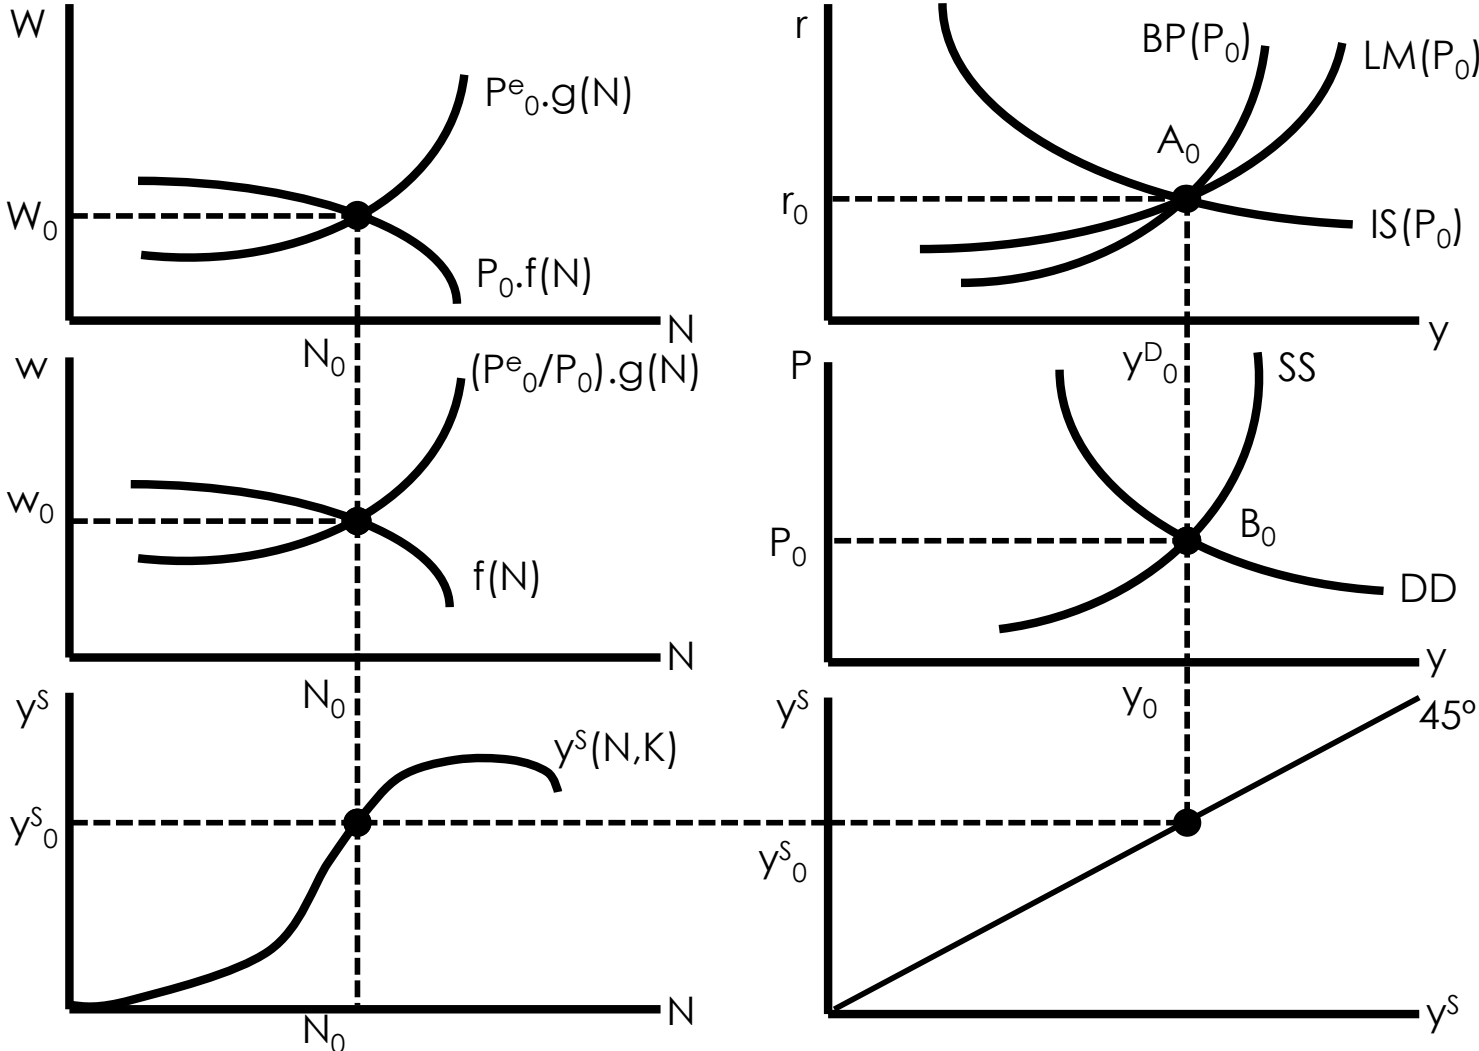 W
Pᵉ₀.g(N)
W₀
P₀.f(N)
N
N₀
w
(Pᵉ₀/P₀).g(N)
w₀
f(N)
N
N₀
yˢ
yˢ(N,K)
yˢ₀
N
N₀
r
BP(P₀)
LM(P₀)
A₀
r₀
IS(P₀)
y
yᴰ₀
P
SS
P₀
B₀
DD
y
y₀
yˢ
45º
yˢ₀
yˢ